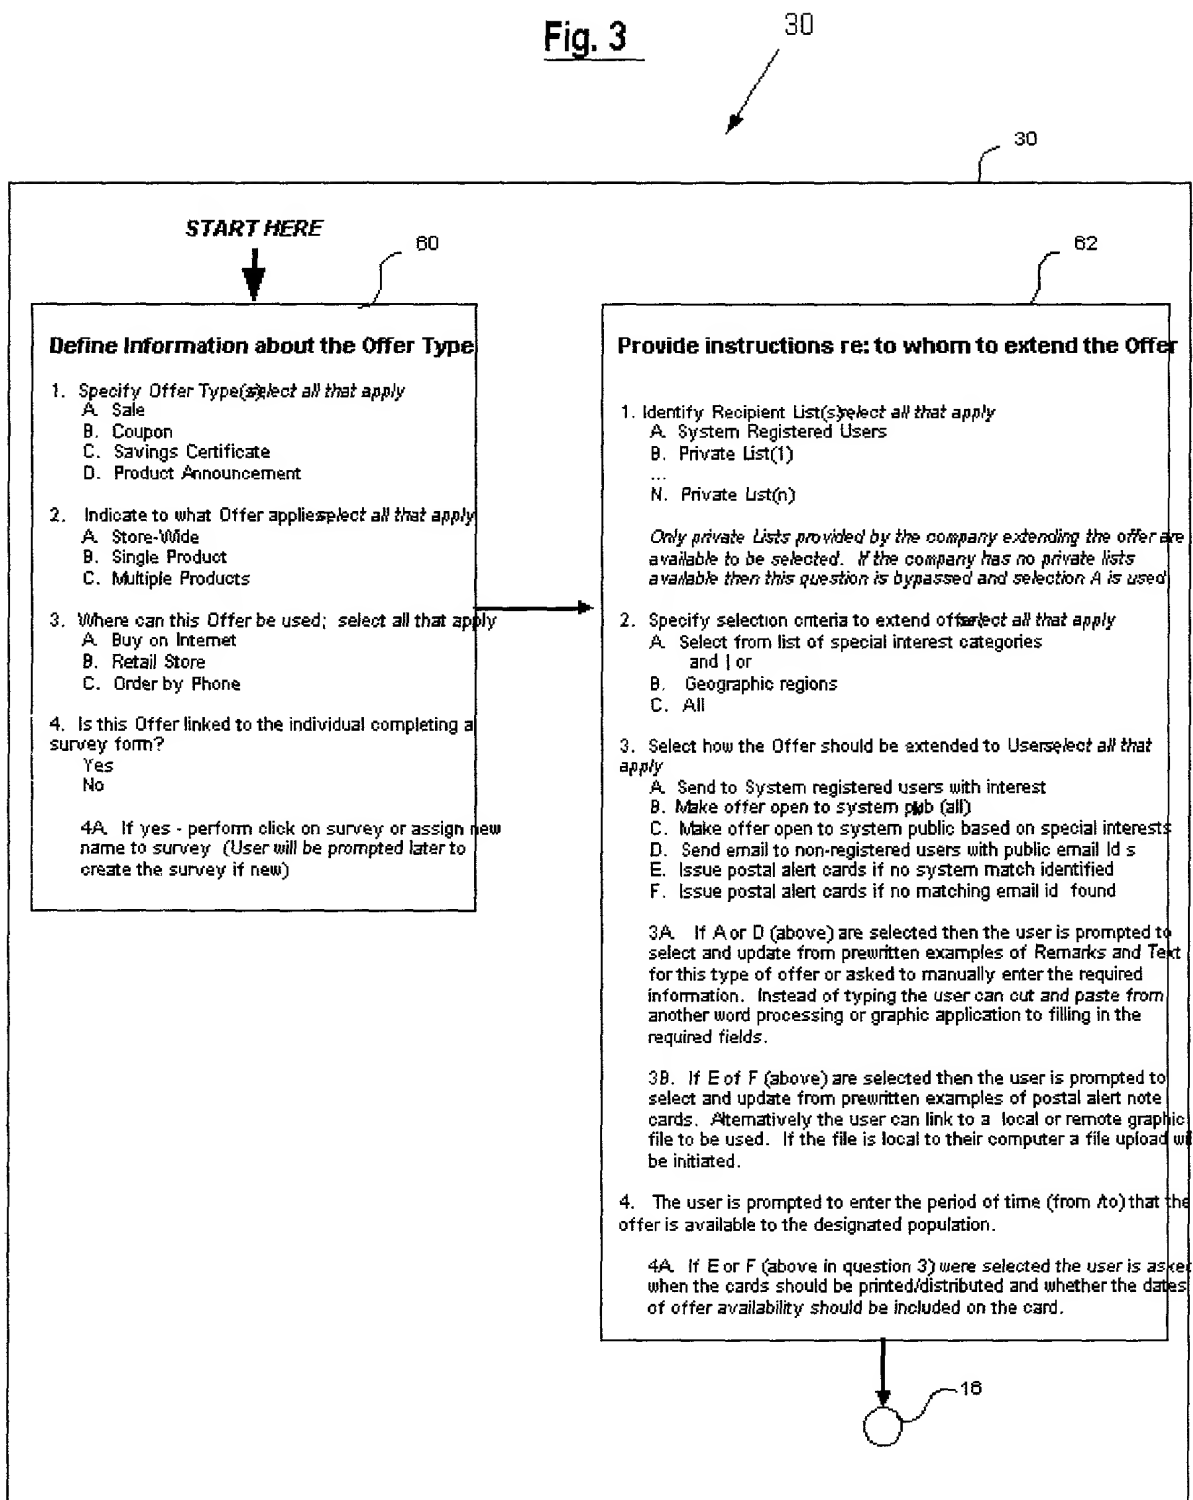 Fig. 3
30
30
START HERE
60
62
Define Information about the Offer Type
1. Specify Offer Type(s)select all that apply
A. Sale
B. Coupon
C. Savings Certificate
D. Product Announcement
2. Indicate to what Offer appliesselect all that apply
A. Store-Wide
B. Single Product
C. Multiple Products
3. Where can this Offer be used; select all that apply
A. Buy on Internet
B. Retail Store
C. Order by Phone
4. Is this Offer linked to the individual completing a
survey form?
Yes
No
4A. If yes - perform click on survey or assign new
name to survey (User will be prompted later to
create the survey if new)
Provide instructions re: to whom to extend the Offer
1. Identify Recipient List(s)select all that apply
A. System Registered Users
B. Private List(1)
...
N. Private List(n)
Only private Lists provided by the company extending the offer are
available to be selected. If the company has no private lists
available then this question is bypassed and selection A is used
2. Specify selection criteria to extend offer select all that apply
A. Select from list of special interest categories
and | or
B. Geographic regions
C. All
3. Select how the Offer should be extended to Userselect all that
apply
A. Send to System registered users with interest
B. Make offer open to system pub (all)
C. Make offer open to system public based on special interests
D. Send email to non-registered users with public email Id s
E. Issue postal alert cards if no system match identified
F. Issue postal alert cards if no matching email id found
3A. If A or D (above) are selected then the user is prompted to
select and update from prewritten examples of Remarks and Text
for this type of offer or asked to manually enter the required
information. Instead of typing the user can cut and paste from
another word processing or graphic application to filling in the
required fields.
3B. If E of F (above) are selected then the user is prompted to
select and update from prewritten examples of postal alert note
cards. Alternatively the user can link to a local or remote graphic
file to be used. If the file is local to their computer a file upload wi
be initiated.
4. The user is prompted to enter the period of time (from /to) that the
offer is available to the designated population.
4A. If E or F (above in question 3) were selected the user is asked
when the cards should be printed/distributed and whether the dates
of offer availability should be included on the card.
16